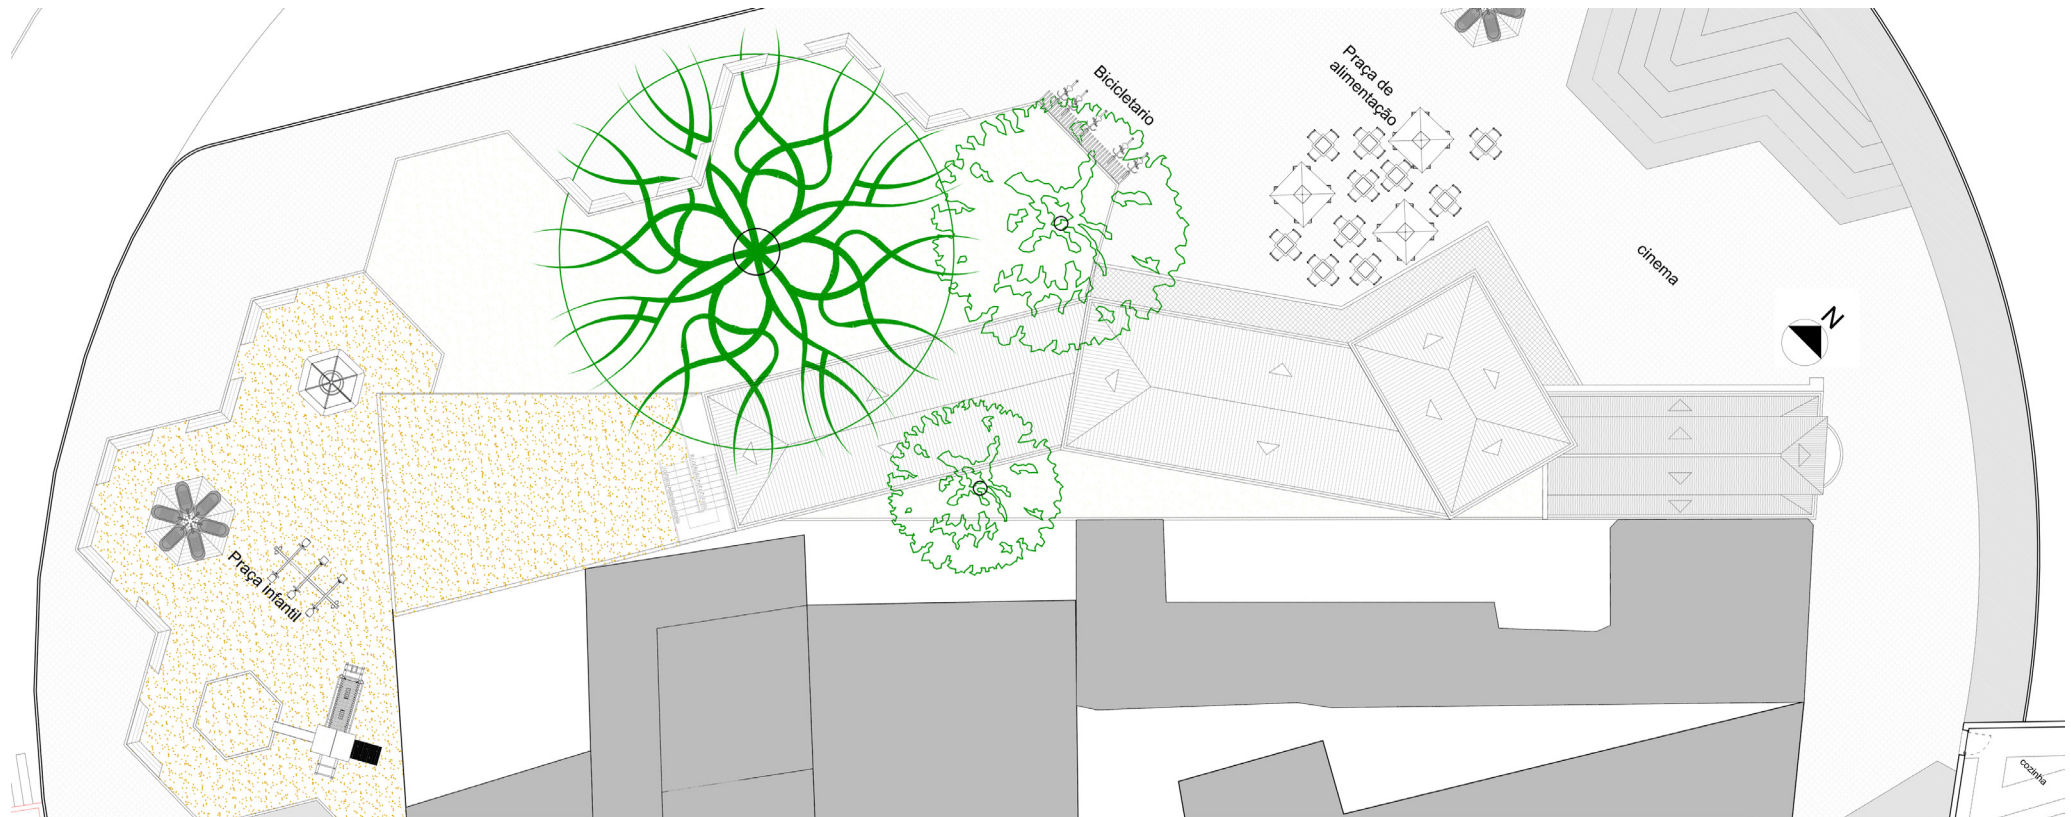 Bicicletario
Praça de
alimentação
cinema
N
Praça infantil
cozinha